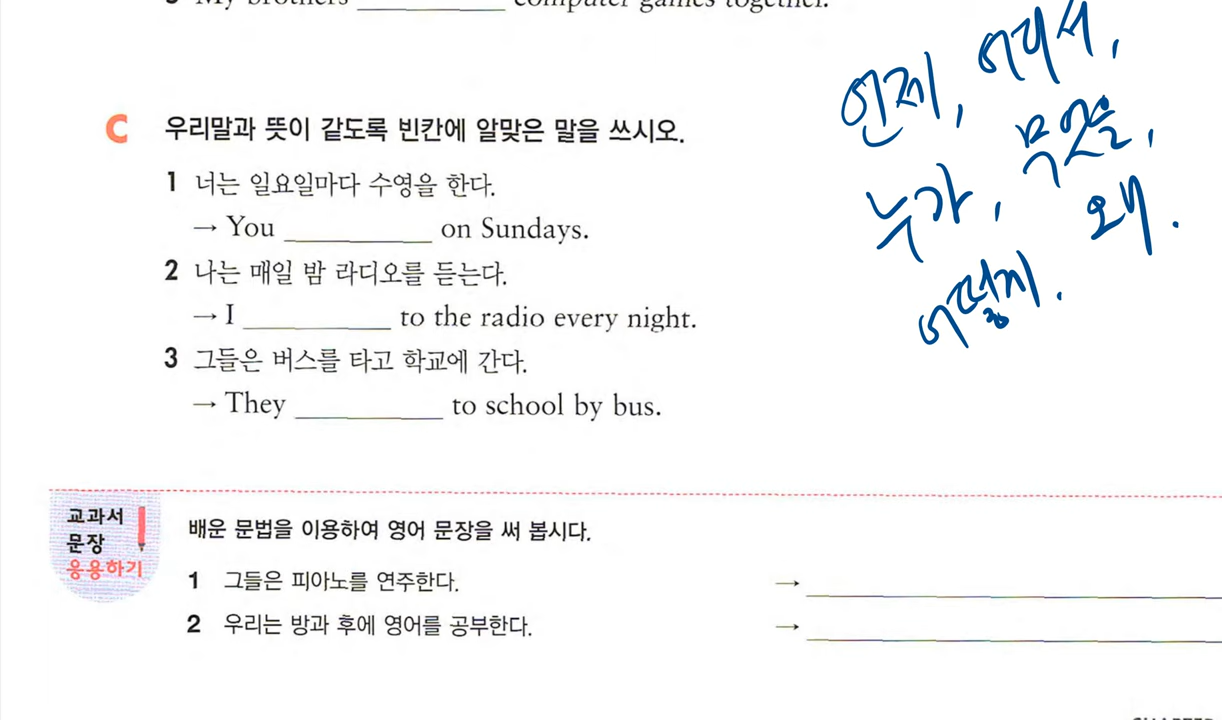 My brothers __________ computer games together.
언제, 어디서,
누가, 무엇을,
어떻게. 왜.
C 우리말과 뜻이 같도록 빈칸에 알맞은 말을 쓰시오.
1 너는 일요일마다 수영을 한다.
→ You __________ on Sundays.
2 나는 매일 밤 라디오를 듣는다.
→ I __________ to the radio every night.
3 그들은 버스를 타고 학교에 간다.
→ They __________ to school by bus.
교과서
문장
응용하기
배운 문법을 이용하여 영어 문장을 써 봅시다.
1 그들은 피아노를 연주한다. →
2 우리는 방과 후에 영어를 공부한다. →